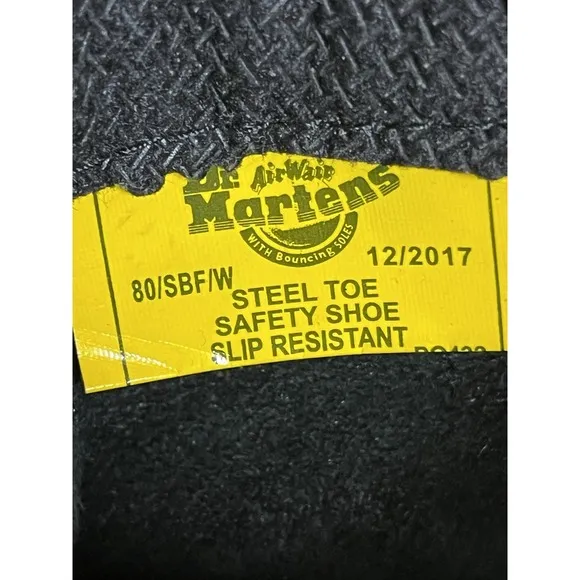 Dr. AirWair
Martens
WITH Bouncing SOLES
12/2017
80/SBF/W
STEEL TOE
SAFETY SHOE
SLIP RESISTANT